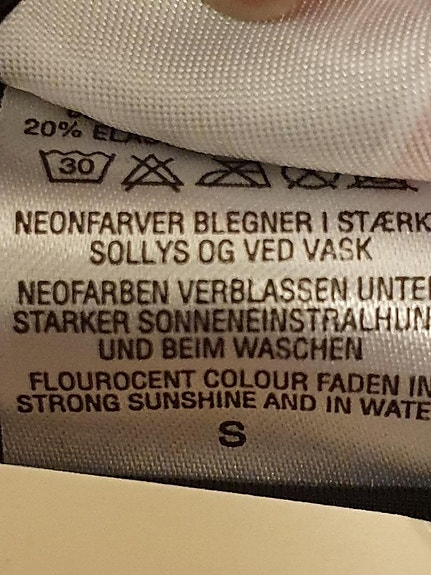 20% ELAS
30
NEONFARVER BLEGNER I STÆRK
SOLLYS OG VED VASK
NEOFARBEN VERBLASSEN UNTE
STARKER SONNENEINSTRALHUN
UND BEIM WASCHEN
FLOUROCENT COLOUR FADEN IN
STRONG SUNSHINE AND IN WATE
S